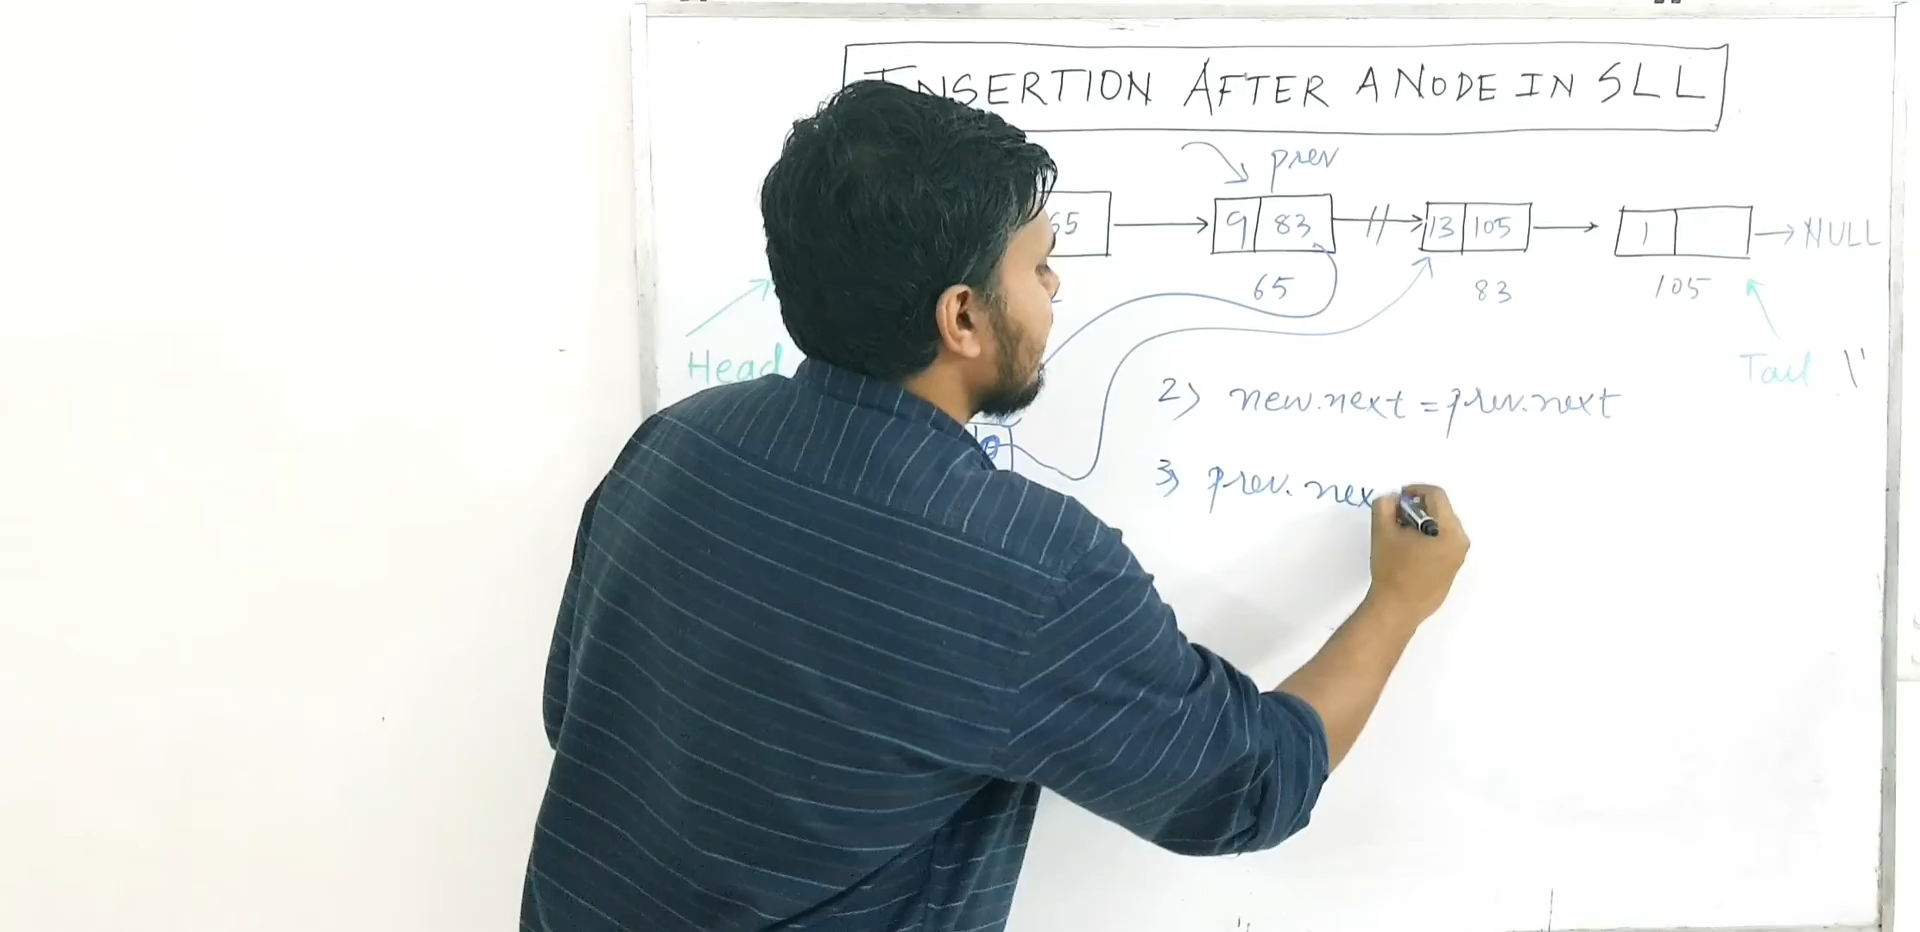 INSERTION AFTER A NODE IN SLL
prev
65 9 83 13 105 1 NULL
65 83 105
Head Tail
2) new.next = prev.next
3) prev. nex